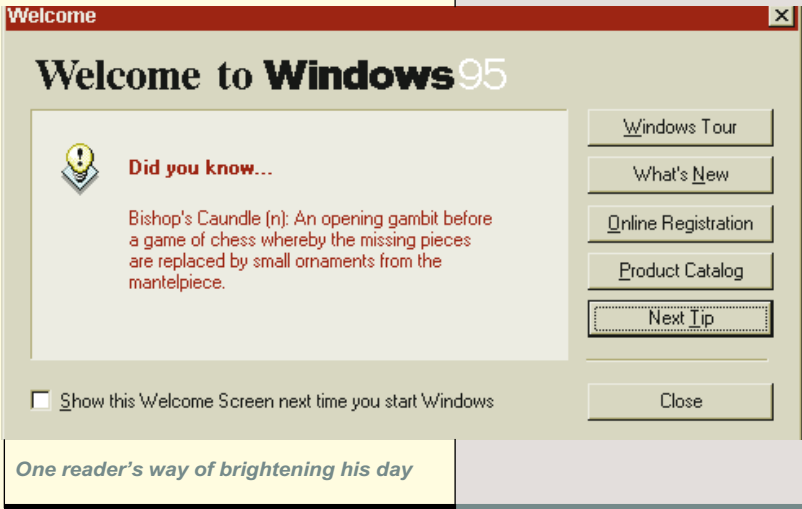 Welcome
Welcome to Windows95
Did you know...
Bishop's Caundle (n): An opening gambit before
a game of chess whereby the missing pieces
are replaced by small ornaments from the
mantelpiece.
Windows Tour
What's New
Online Registration
Product Catalog
Next Tip
Show this Welcome Screen next time you start Windows
Close
One reader's way of brightening his day